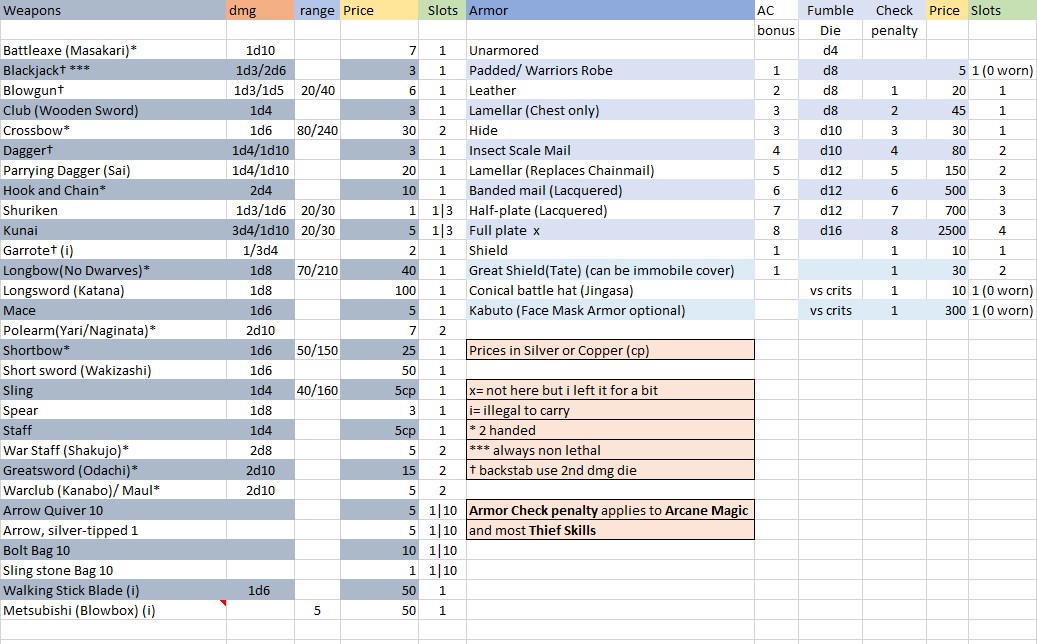 Weapons dmg range Price Slots Armor AC Fumble Check Price Slots
bonus Die penalty
Battleaxe (Masakari)* 1d10 7 1 Unarmored d4
Blackjack† *** 1d3/2d6 3 1 Padded/ Warriors Robe 1 d8 5 1 (0 worn)
Blowgun† 1d3/1d5 20/40 6 1 Leather 2 d8 1 20 1
Club (Wooden Sword) 1d4 3 1 Lamellar (Chest only) 3 d8 2 45 1
Crossbow* 1d6 80/240 30 2 Hide 3 d10 3 30 1
Dagger† 1d4/1d10 3 1 Insect Scale Mail 4 d10 4 80 2
Parrying Dagger (Sai) 1d4/1d10 20 1 Lamellar (Replaces Chainmail) 5 d12 5 150 2
Hook and Chain* 2d4 10 1 Banded mail (Lacquered) 6 d12 6 500 3
Shuriken 1d3/1d6 20/30 1 1|3 Half-plate (Lacquered) 7 d12 7 700 3
Kunai 3d4/1d10 20/30 5 1|3 Full plate x 8 d16 8 2500 4
Garrote† (i) 1/3d4 2 1 Shield 1 1 10 1
Longbow(No Dwarves)* 1d8 70/210 40 1 Great Shield(Tate) (can be immobile cover) 1 1 30 2
Longsword (Katana) 1d8 100 1 Conical battle hat (Jingasa) vs crits 1 10 1 (0 worn)
Mace 1d6 5 1 Kabuto (Face Mask Armor optional) vs crits 1 300 1 (0 worn)
Polearm(Yari/Naginata)* 2d10 7 2
Shortbow* 1d6 50/150 25 1 Prices in Silver or Copper (cp)
Short sword (Wakizashi) 1d6 50 1
Sling 1d4 40/160 5cp 1 x= not here but i left it for a bit
Spear 1d8 3 1 i= illegal to carry
Staff 1d4 5cp 1 * 2 handed
War Staff (Shakujo)* 2d8 5 2 *** always non lethal
Greatsword (Odachi)* 2d10 15 2 † backstab use 2nd dmg die
Warclub (Kanabo)/ Maul* 2d10 5 2
Arrow Quiver 10 5 1|10 Armor Check penalty applies to Arcane Magic
Arrow, silver-tipped 1 5 1|10 and most Thief Skills
Bolt Bag 10 10 1|10
Sling stone Bag 10 1 1|10
Walking Stick Blade (i) 1d6 50 1
Metsubishi (Blowbox) (i) 5 50 1